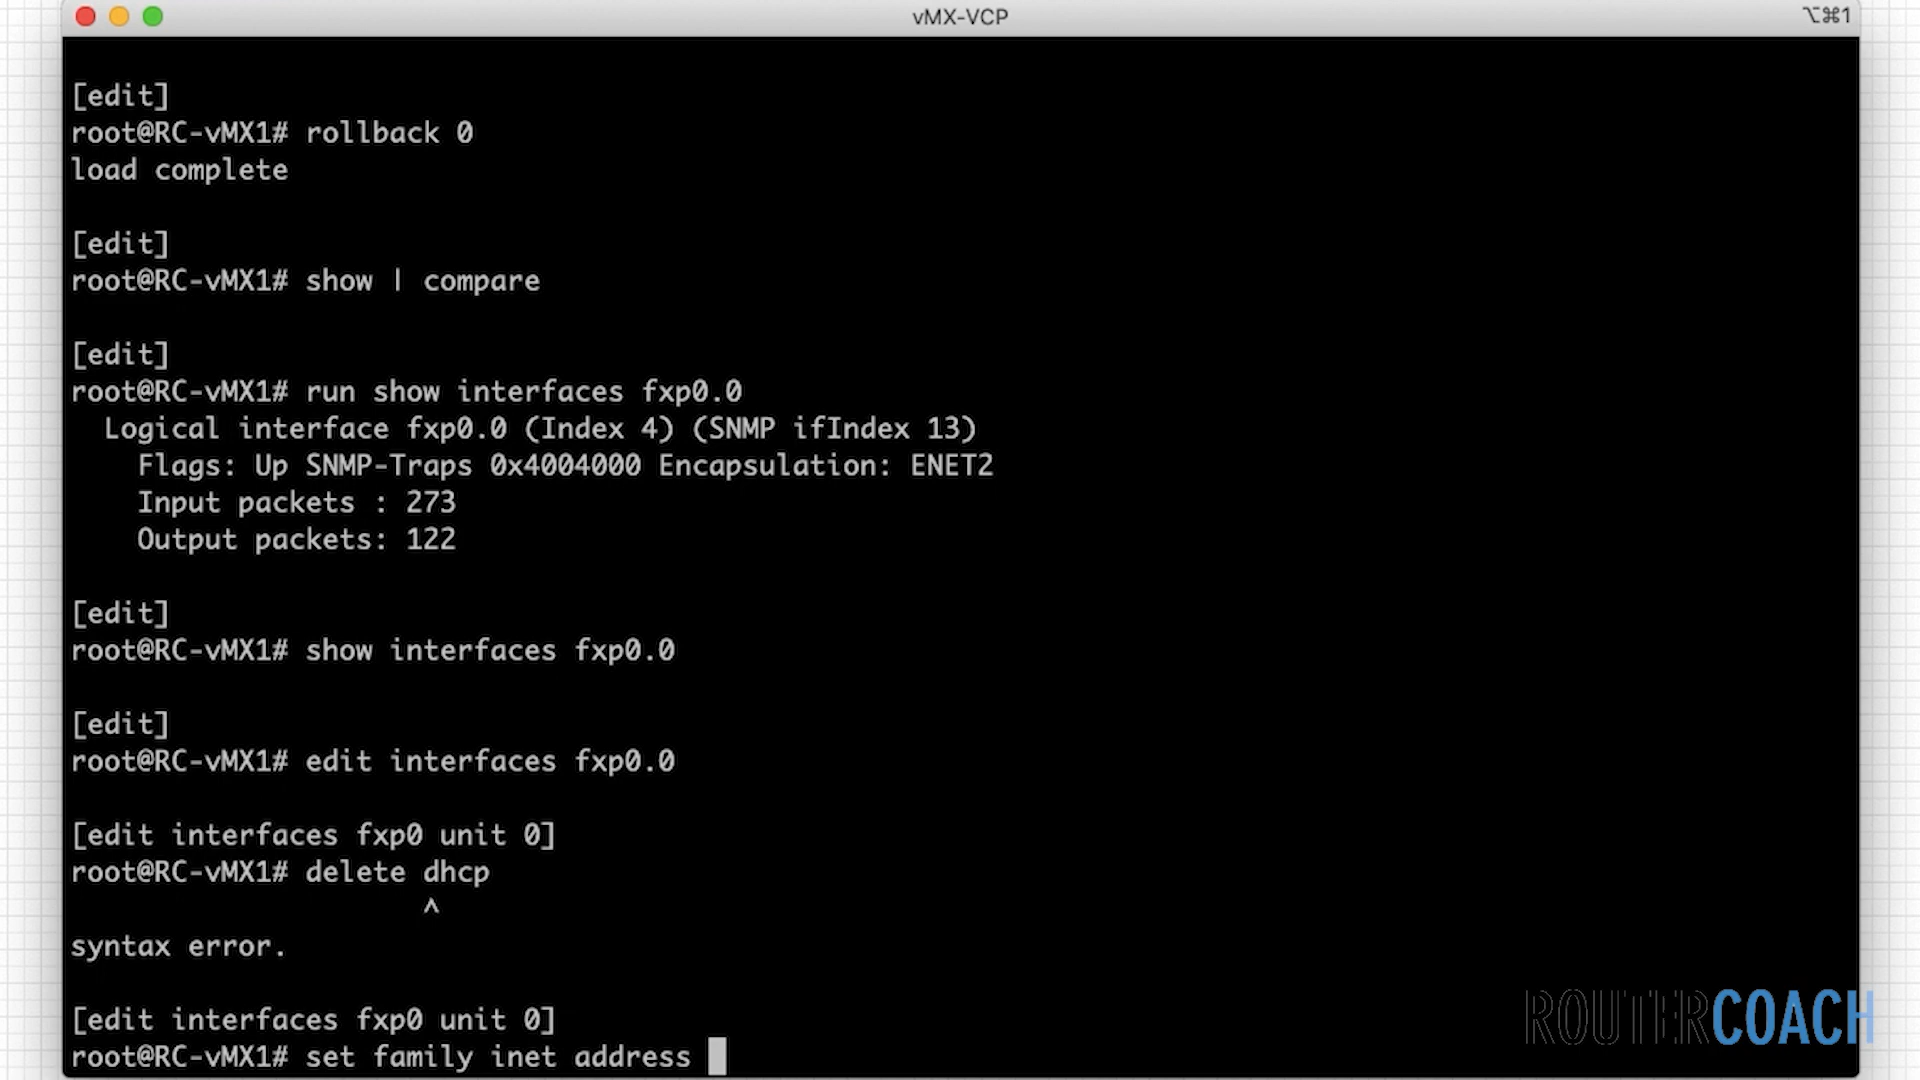 vMX-VCP
⌥⌘1
[edit]
root@RC-vMX1# rollback 0
load complete
[edit]
root@RC-vMX1# show | compare
[edit]
root@RC-vMX1# run show interfaces fxp0.0
  Logical interface fxp0.0 (Index 4) (SNMP ifIndex 13)
    Flags: Up SNMP-Traps 0x4004000 Encapsulation: ENET2
    Input packets : 273
    Output packets: 122
[edit]
root@RC-vMX1# show interfaces fxp0.0
[edit]
root@RC-vMX1# edit interfaces fxp0.0
[edit interfaces fxp0 unit 0]
root@RC-vMX1# delete dhcp
                     ^
syntax error.
[edit interfaces fxp0 unit 0]
root@RC-vMX1# set family inet address
ROUTERCOACH